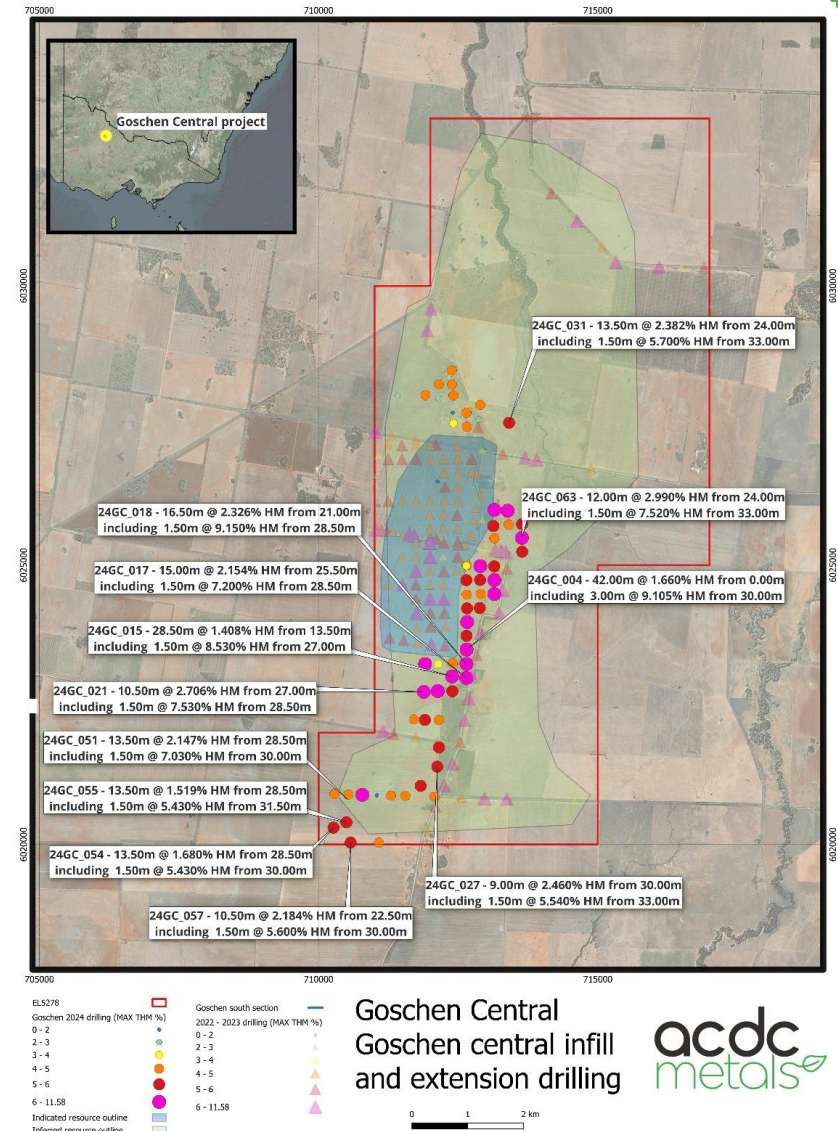 705000
710000
715000
Goschen Central project
6030000
6030000
24GC_031 - 13.50m @ 2.382% HM from 24.00m
including 1.50m @ 5.700% HM from 33.00m
24GC_063 - 12.00m @ 2.990% HM from 24.00m
including 1.50m @ 7.520% HM from 33.00m
24GC_018 - 16.50m @ 2.326% HM from 21.00m
including 1.50m @ 9.150% HM from 28.50m
6025000
6025000
24GC_017 - 15.00m @ 2.154% HM from 25.50m
including 1.50m @ 7.200% HM from 28.50m
24GC_004 - 42.00m @ 1.660% HM from 0.00m
including 3.00m @ 9.105% HM from 30.00m
24GC_015 - 28.50m @ 1.408% HM from 13.50m
including 1.50m @ 8.530% HM from 27.00m
24GC_021 - 10.50m @ 2.706% HM from 27.00m
including 1.50m @ 7.530% HM from 28.50m
24GC_051 - 13.50m @ 2.147% HM from 28.50m
including 1.50m @ 7.030% HM from 30.00m
24GC_055 - 13.50m @ 1.519% HM from 28.50m
including 1.50m @ 5.430% HM from 31.50m
6020000
6020000
24GC_054 - 13.50m @ 1.680% HM from 28.50m
including 1.50m @ 5.430% HM from 30.00m
24GC_027 - 9.00m @ 2.460% HM from 30.00m
including 1.50m @ 5.540% HM from 33.00m
24GC_057 - 10.50m @ 2.184% HM from 22.50m
including 1.50m @ 5.600% HM from 30.00m
705000
710000
715000
EL5278
Goschen 2024 drilling (MAX THM %)
0 - 2
2 - 3
3 - 4
4 - 5
5 - 6
6 - 11.58
Indicated resource outline
Inferred resource outline
Goschen south section
2022 - 2023 drilling (MAX THM %)
0 - 2
2 - 3
3 - 4
4 - 5
5 - 6
6 - 11.58
Goschen Central
Goschen central infill
and extension drilling
0 1 2 km
acdc
metals